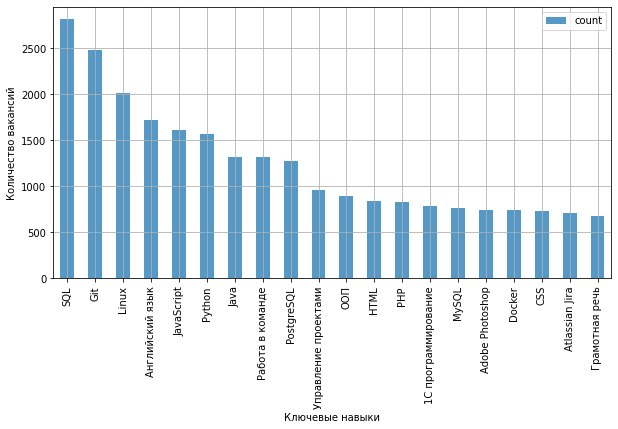 count
Количество вакансий
2500
2000
1500
1000
500
0
SQL
Git
Linux
Английский язык
JavaScript
Python
Java
Работа в команде
PostgreSQL
Управление проектами
ООП
HTML
PHP
1С программирование
MySQL
Adobe Photoshop
Docker
CSS
Atlassian Jira
Грамотная речь
Ключевые навыки